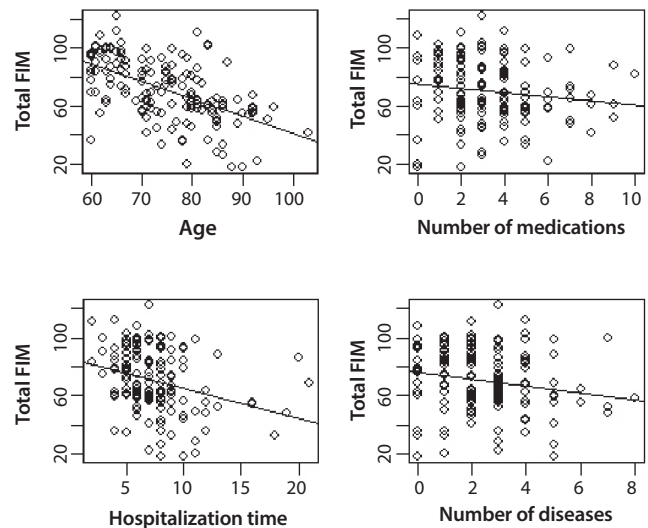 Total FIM
100
60
20
60 70 80 90 100
Age
Total FIM
100
60
20
0 2 4 6 8 10
Number of medications
Total FIM
100
60
20
5 10 15 20
Hospitalization time
Total FIM
100
60
20
0 2 4 6 8
Number of diseases